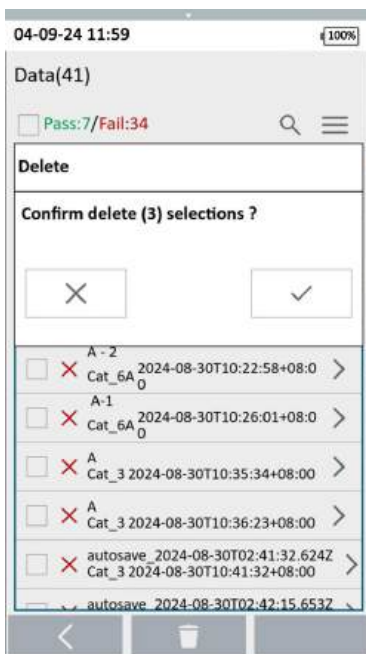 04-09-24 11:59
100%
Data(41)
Pass:7/Fail:34
Delete
Confirm delete (3) selections ?
A - 2
Cat_6A 2024-08-30T10:22:58+08:0
0
A-1
Cat_6A 2024-08-30T10:26:01+08:0
0
A
Cat_3 2024-08-30T10:35:34+08:00
A
Cat_3 2024-08-30T10:36:23+08:00
autosave_2024-08-30T02:41:32.624Z
Cat_3 2024-08-30T10:41:32+08:00
autosave_2024-08-30T02:42:15.653Z